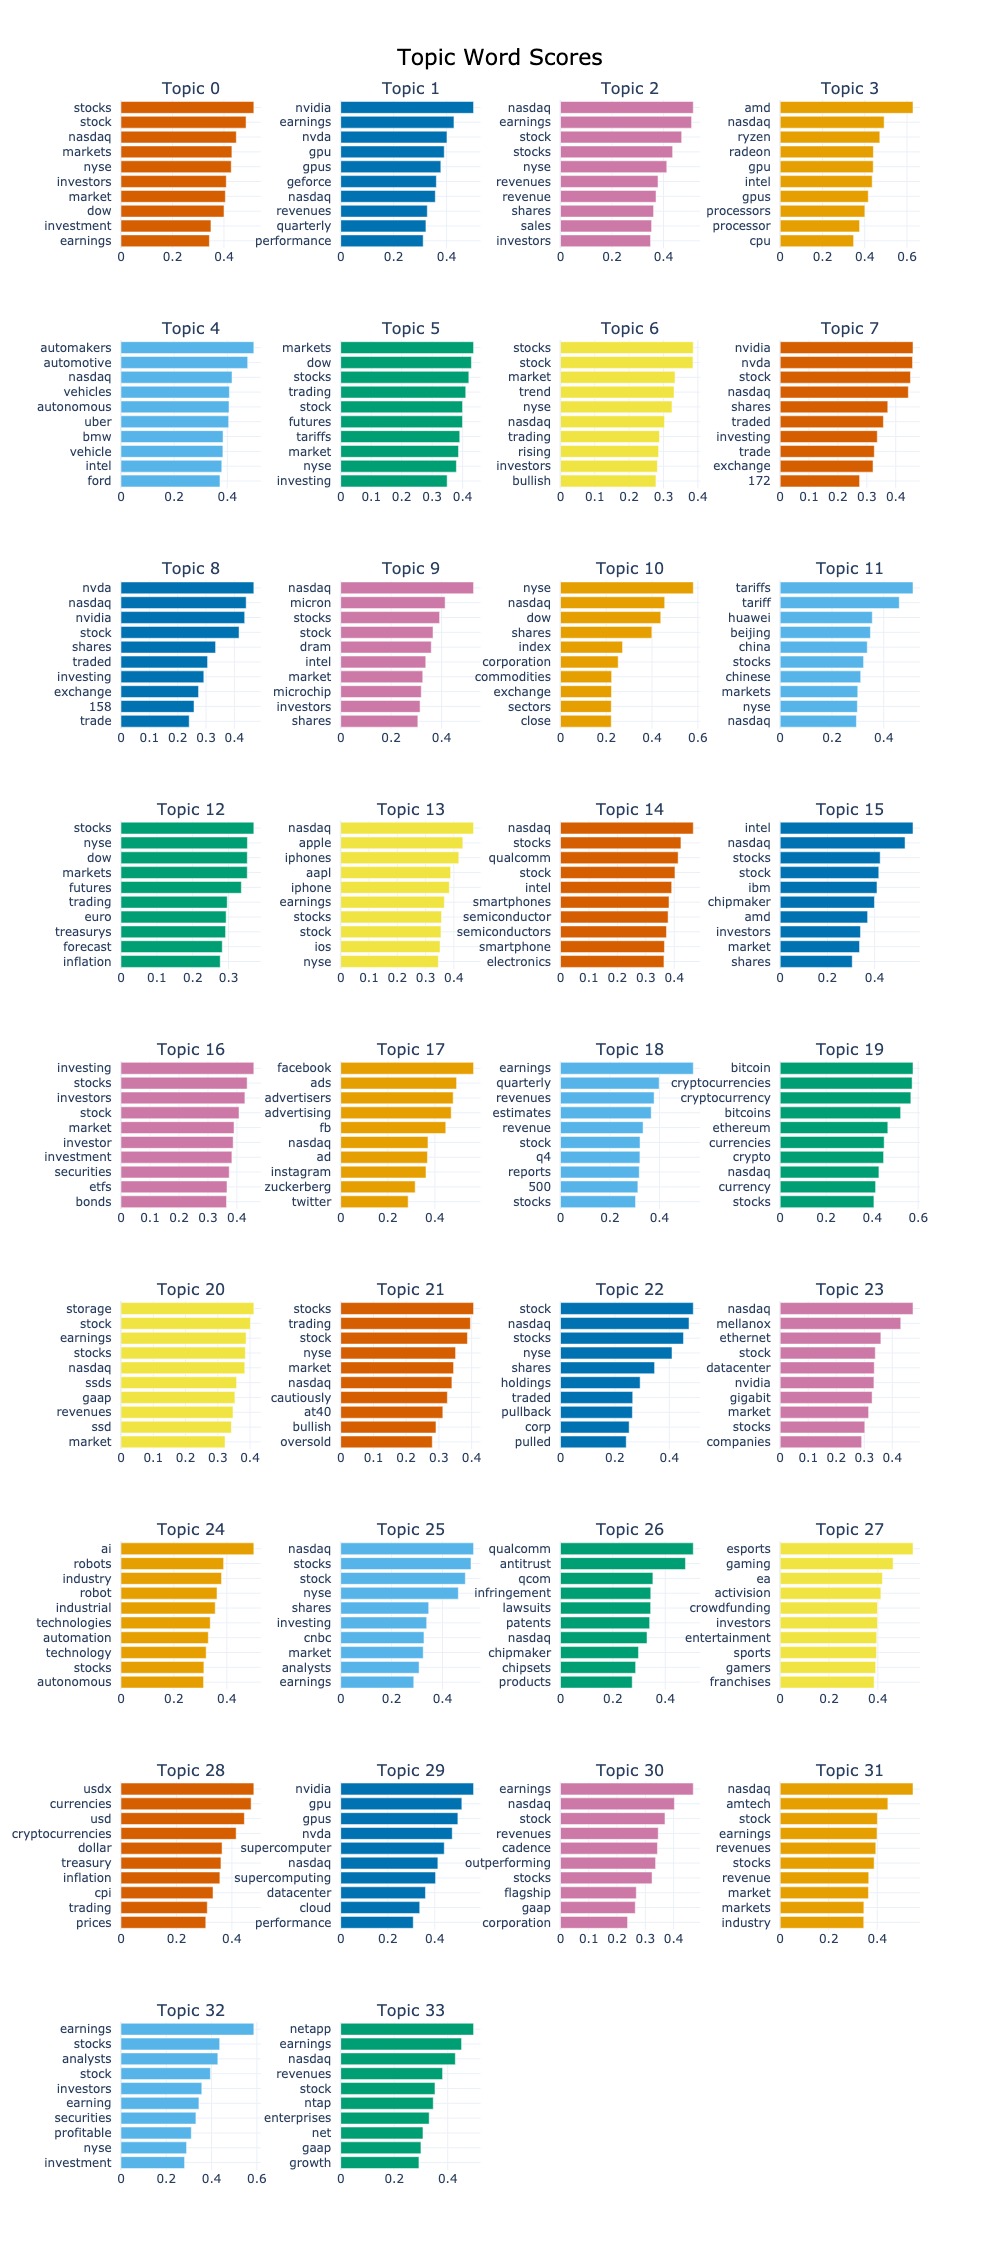 Topic Word Scores
Topic 0
stocks
stock
nasdaq
markets
nyse
investors
market
dow
investment
earnings
0 0.2 0.4
Topic 1
nvidia
earnings
nvda
gpu
gpus
geforce
nasdaq
revenues
quarterly
performance
0 0.2 0.4
Topic 2
nasdaq
earnings
stock
stocks
nyse
revenues
revenue
shares
sales
investors
0 0.2 0.4
Topic 3
amd
nasdaq
ryzen
radeon
gpu
intel
gpus
processors
processor
cpu
0 0.2 0.4 0.6
Topic 4
automakers
automotive
nasdaq
vehicles
autonomous
uber
bmw
vehicle
intel
ford
0 0.2 0.4
Topic 5
markets
dow
stocks
trading
stock
futures
tariffs
market
nyse
investing
0 0.1 0.2 0.3 0.4
Topic 6
stocks
stock
market
trend
nyse
nasdaq
trading
rising
investors
bullish
0 0.1 0.2 0.3 0.4
Topic 7
nvidia
nvda
stock
nasdaq
shares
traded
investing
trade
exchange
172
0 0.1 0.2 0.3 0.4
Topic 8
nvda
nasdaq
nvidia
stock
shares
traded
investing
exchange
158
trade
0 0.1 0.2 0.3 0.4
Topic 9
nasdaq
micron
stocks
stock
dram
intel
market
microchip
investors
shares
0 0.2 0.4
Topic 10
nyse
nasdaq
dow
shares
index
corporation
commodities
exchange
sectors
close
0 0.2 0.4 0.6
Topic 11
tariffs
tariff
huawei
beijing
china
stocks
chinese
markets
nyse
nasdaq
0 0.2 0.4
Topic 12
stocks
nyse
dow
markets
futures
trading
euro
treasurys
forecast
inflation
0 0.1 0.2 0.3
Topic 13
nasdaq
apple
iphones
aapl
iphone
earnings
stocks
stock
ios
nyse
0 0.1 0.2 0.3 0.4
Topic 14
nasdaq
stocks
qualcomm
stock
intel
smartphones
semiconductor
semiconductors
smartphone
electronics
0 0.1 0.2 0.3 0.4
Topic 15
intel
nasdaq
stocks
stock
ibm
chipmaker
amd
investors
market
shares
0 0.2 0.4
Topic 16
investing
stocks
investors
stock
market
investor
investment
securities
etfs
bonds
0 0.1 0.2 0.3 0.4
Topic 17
facebook
ads
advertisers
advertising
fb
nasdaq
ad
instagram
zuckerberg
twitter
0 0.2 0.4
Topic 18
earnings
quarterly
revenues
estimates
revenue
stock
q4
reports
500
stocks
0 0.2 0.4
Topic 19
bitcoin
cryptocurrencies
cryptocurrency
bitcoins
ethereum
currencies
crypto
nasdaq
currency
stocks
0 0.2 0.4 0.6
Topic 20
storage
stock
earnings
stocks
nasdaq
ssds
gaap
revenues
ssd
market
0 0.1 0.2 0.3 0.4
Topic 21
stocks
trading
stock
nyse
market
nasdaq
cautiously
at40
bullish
oversold
0 0.1 0.2 0.3 0.4
Topic 22
stock
nasdaq
stocks
nyse
shares
holdings
traded
pullback
corp
pulled
0 0.2 0.4
Topic 23
nasdaq
mellanox
ethernet
stock
datacenter
nvidia
gigabit
market
stocks
companies
0 0.2 0.4
Topic 24
ai
robots
industry
robot
industrial
technologies
automation
technology
stocks
autonomous
0 0.2 0.4
Topic 25
nasdaq
stocks
stock
nyse
shares
investing
cnbc
market
analysts
earnings
0 0.2 0.4
Topic 26
qualcomm
antitrust
qcom
infringement
lawsuits
patents
nasdaq
chipmaker
chipsets
products
0 0.2 0.4
Topic 27
esports
gaming
ea
activision
crowdfunding
investors
entertainment
sports
gamers
franchises
0 0.2 0.4
Topic 28
usdx
currencies
usd
cryptocurrencies
dollar
treasury
inflation
cpi
trading
prices
0 0.2 0.4
Topic 29
nvidia
gpu
gpus
nvda
supercomputer
nasdaq
supercomputing
datacenter
cloud
performance
0 0.2 0.4
Topic 30
earnings
nasdaq
stock
revenues
cadence
outperforming
stocks
flagship
gaap
corporation
0 0.1 0.2 0.3 0.4
Topic 31
nasdaq
amtech
stock
earnings
revenues
stocks
revenue
market
markets
industry
0 0.2 0.4
Topic 32
earnings
stocks
analysts
stock
investors
earning
securities
profitable
nyse
investment
0 0.2 0.4 0.6
Topic 33
netapp
earnings
nasdaq
revenues
stock
ntap
enterprises
net
gaap
growth
0 0.2 0.4